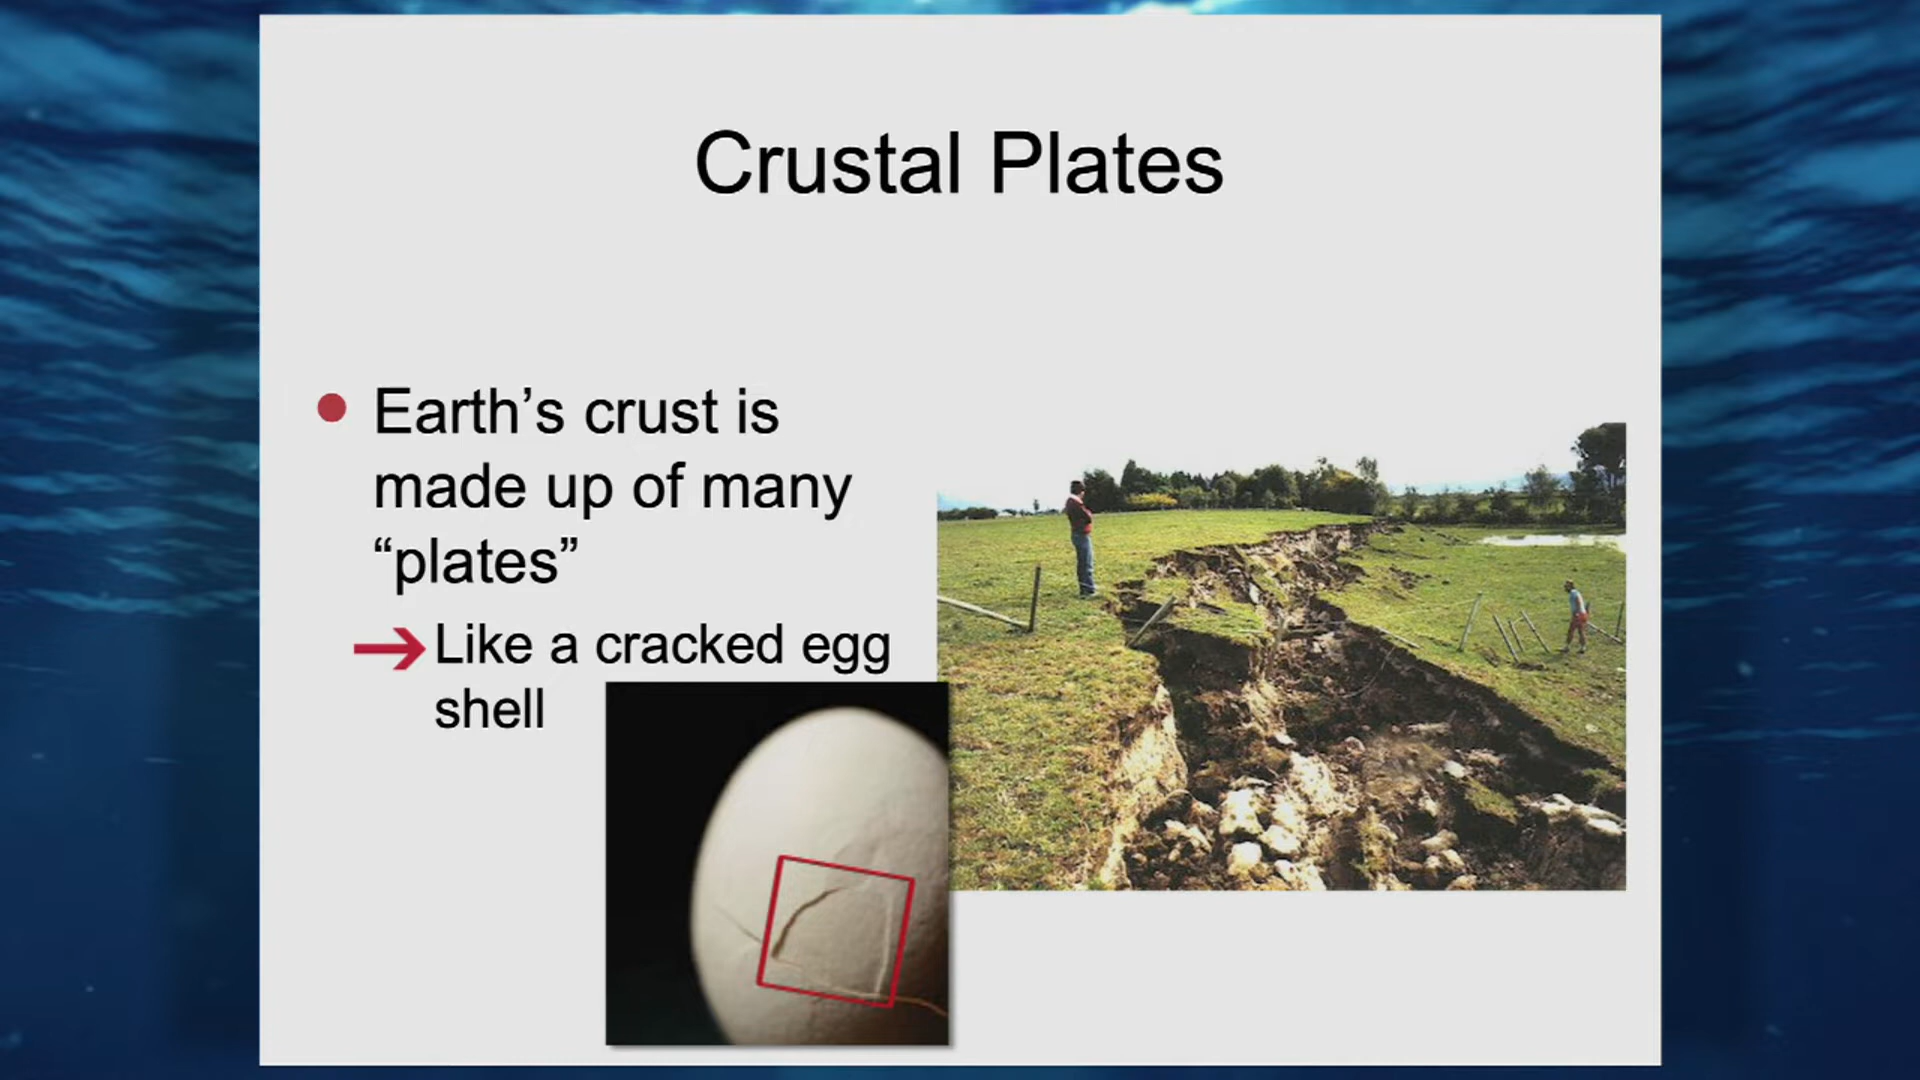 Crustal Plates
Earth’s crust is
made up of many
“plates”
Like a cracked egg
shell